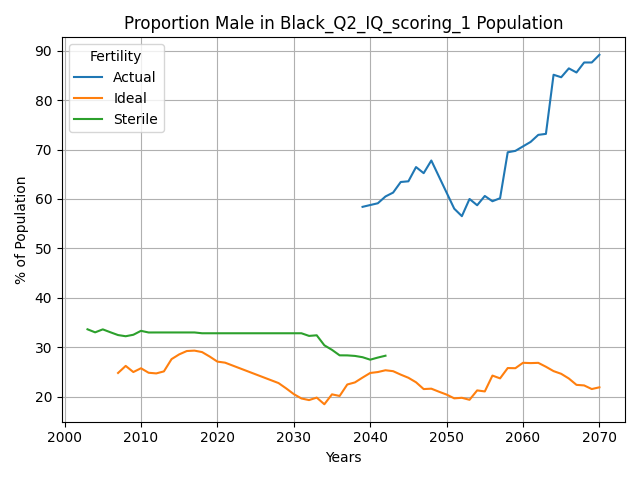 Proportion Male in Black_Q2_IQ_scoring_1 Population
Fertility
Actual
Ideal
Sterile
% of Population
90
80
70
60
50
40
30
20
2000
2010
2020
2030
2040
2050
2060
2070
Years